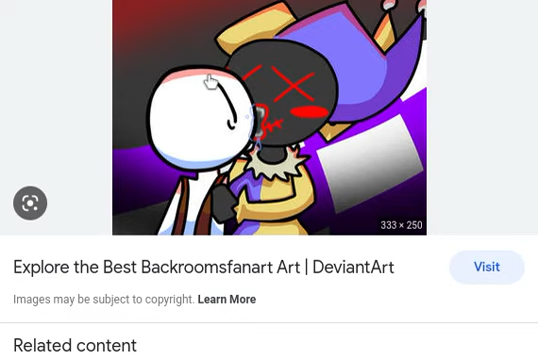 333 × 250
Explore the Best Backroomsfanart Art | DeviantArt
Visit
Images may be subject to copyright. Learn More
Related content